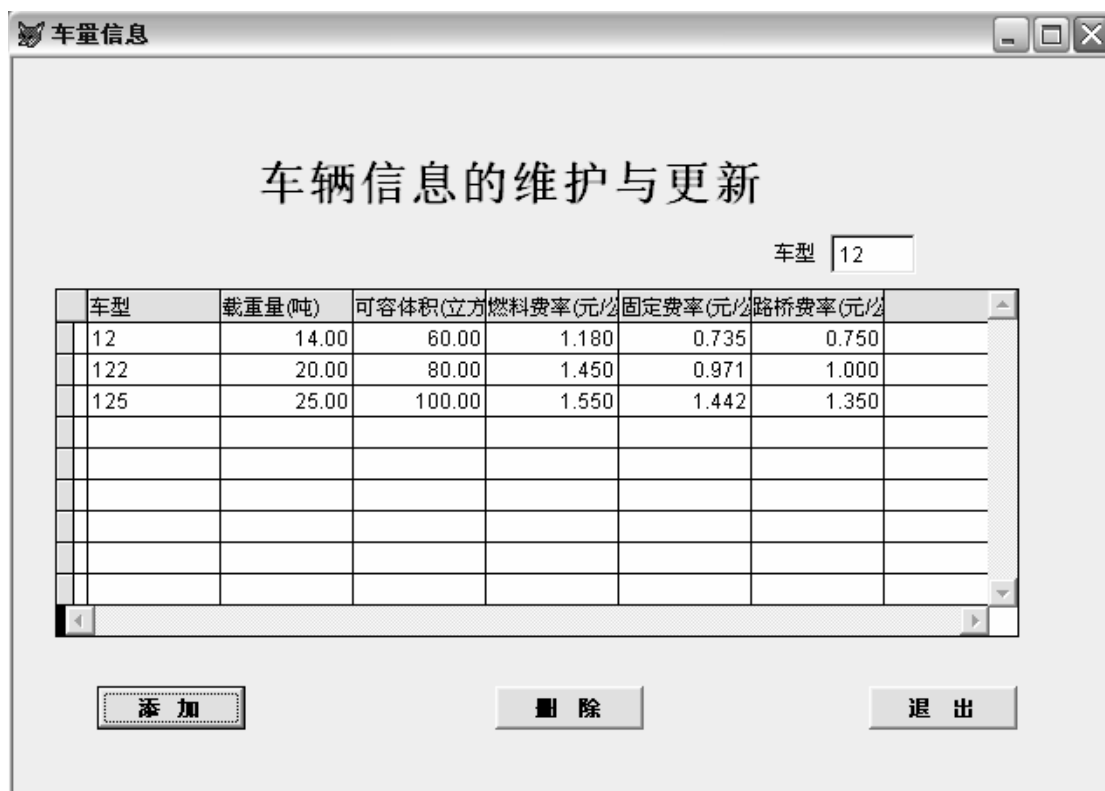 车量信息
车辆信息的维护与更新
车型 12
车型 载重量(吨) 可容体积(立方 燃料费率(元/公 固定费率(元/公 路桥费率(元/公
12 14.00 60.00 1.180 0.735 0.750
122 20.00 80.00 1.450 0.971 1.000
125 25.00 100.00 1.550 1.442 1.350
添 加 删 除 退 出